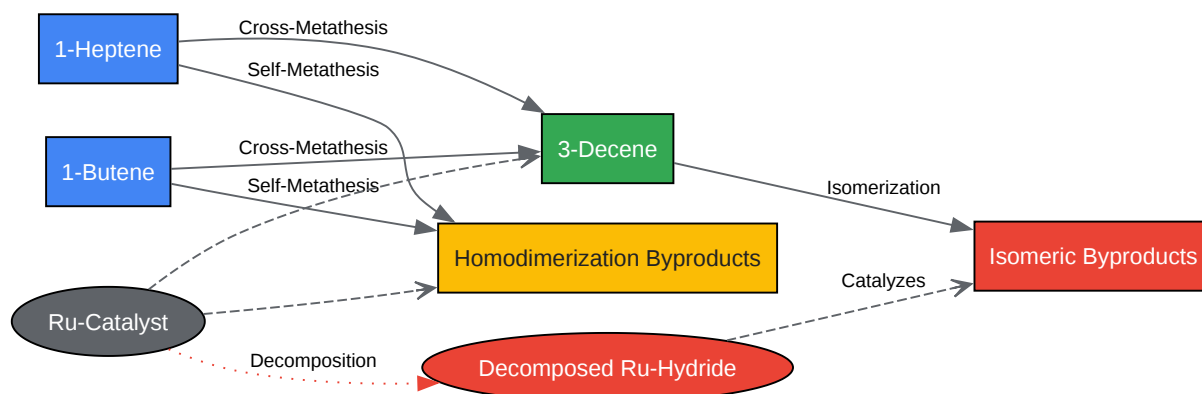 1-Heptene
Cross-Metathesis
Self-Metathesis
1-Butene
Cross-Metathesis
Self-Metathesis
3-Decene
Isomerization
Homodimerization Byproducts
Isomeric Byproducts
Catalyzes
Ru-Catalyst
Decomposition
Decomposed Ru-Hydride